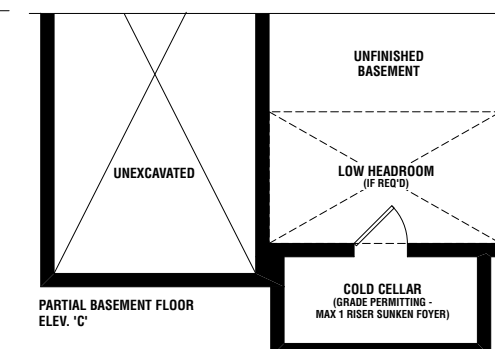 UNFINISHED
BASEMENT
UNEXCAVATED
LOW HEADROOM
(IF REQ'D)
COLD CELLAR
(GRADE PERMITTING -
MAX 1 RISER SUNKEN FOYER)
PARTIAL BASEMENT FLOOR
ELEV. 'C'